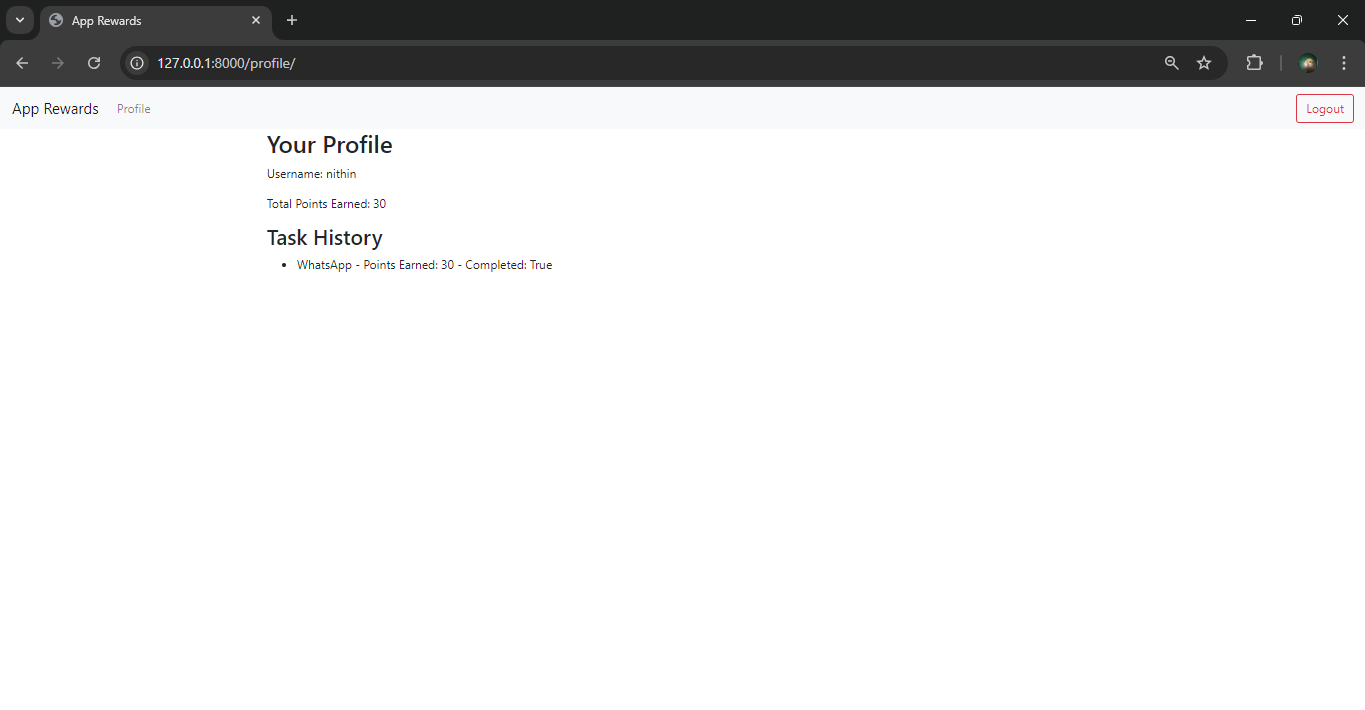 App Rewards
127.0.0.1:8000/profile/
App Rewards Profile Logout
Your Profile
Username: nithin
Total Points Earned: 30
Task History
• WhatsApp - Points Earned: 30 - Completed: True